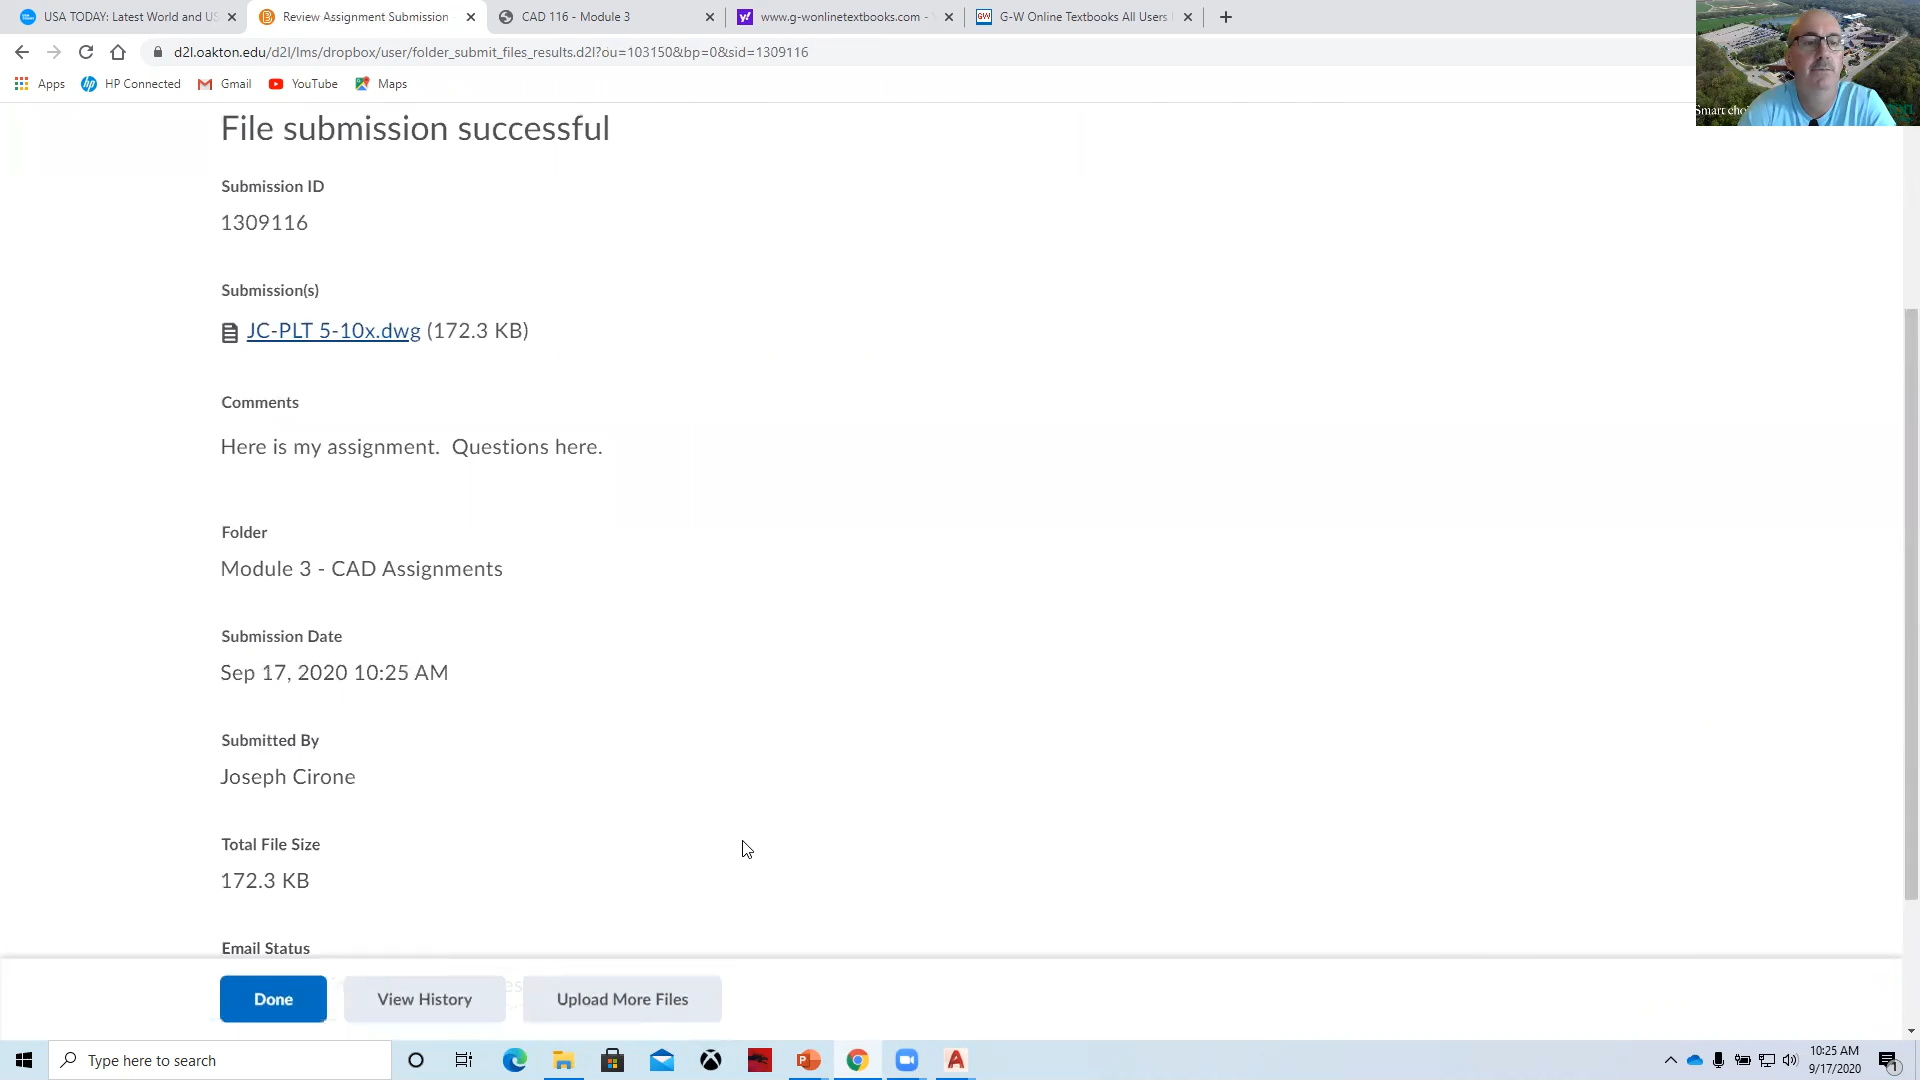 USA TODAY: Latest World and US
Review Assignment Submission
CAD 116 - Module 3
www.g-wonlinetextbooks.com -
G-W Online Textbooks All Users
d2l.oakton.edu/d2l/lms/dropbox/user/folder_submit_files_results.d2l?ou=103150&bp=0&sid=1309116
Apps
HP Connected
Gmail
YouTube
Maps
Smart cho
File submission successful
Submission ID
1309116
Submission(s)
JC-PLT 5-10x.dwg (172.3 KB)
Comments
Here is my assignment.  Questions here.
Folder
Module 3 - CAD Assignments
Submission Date
Sep 17, 2020 10:25 AM
Submitted By
Joseph Cirone
Total File Size
172.3 KB
Email Status
Done
View History
Upload More Files
Type here to search
10:25 AM
9/17/2020